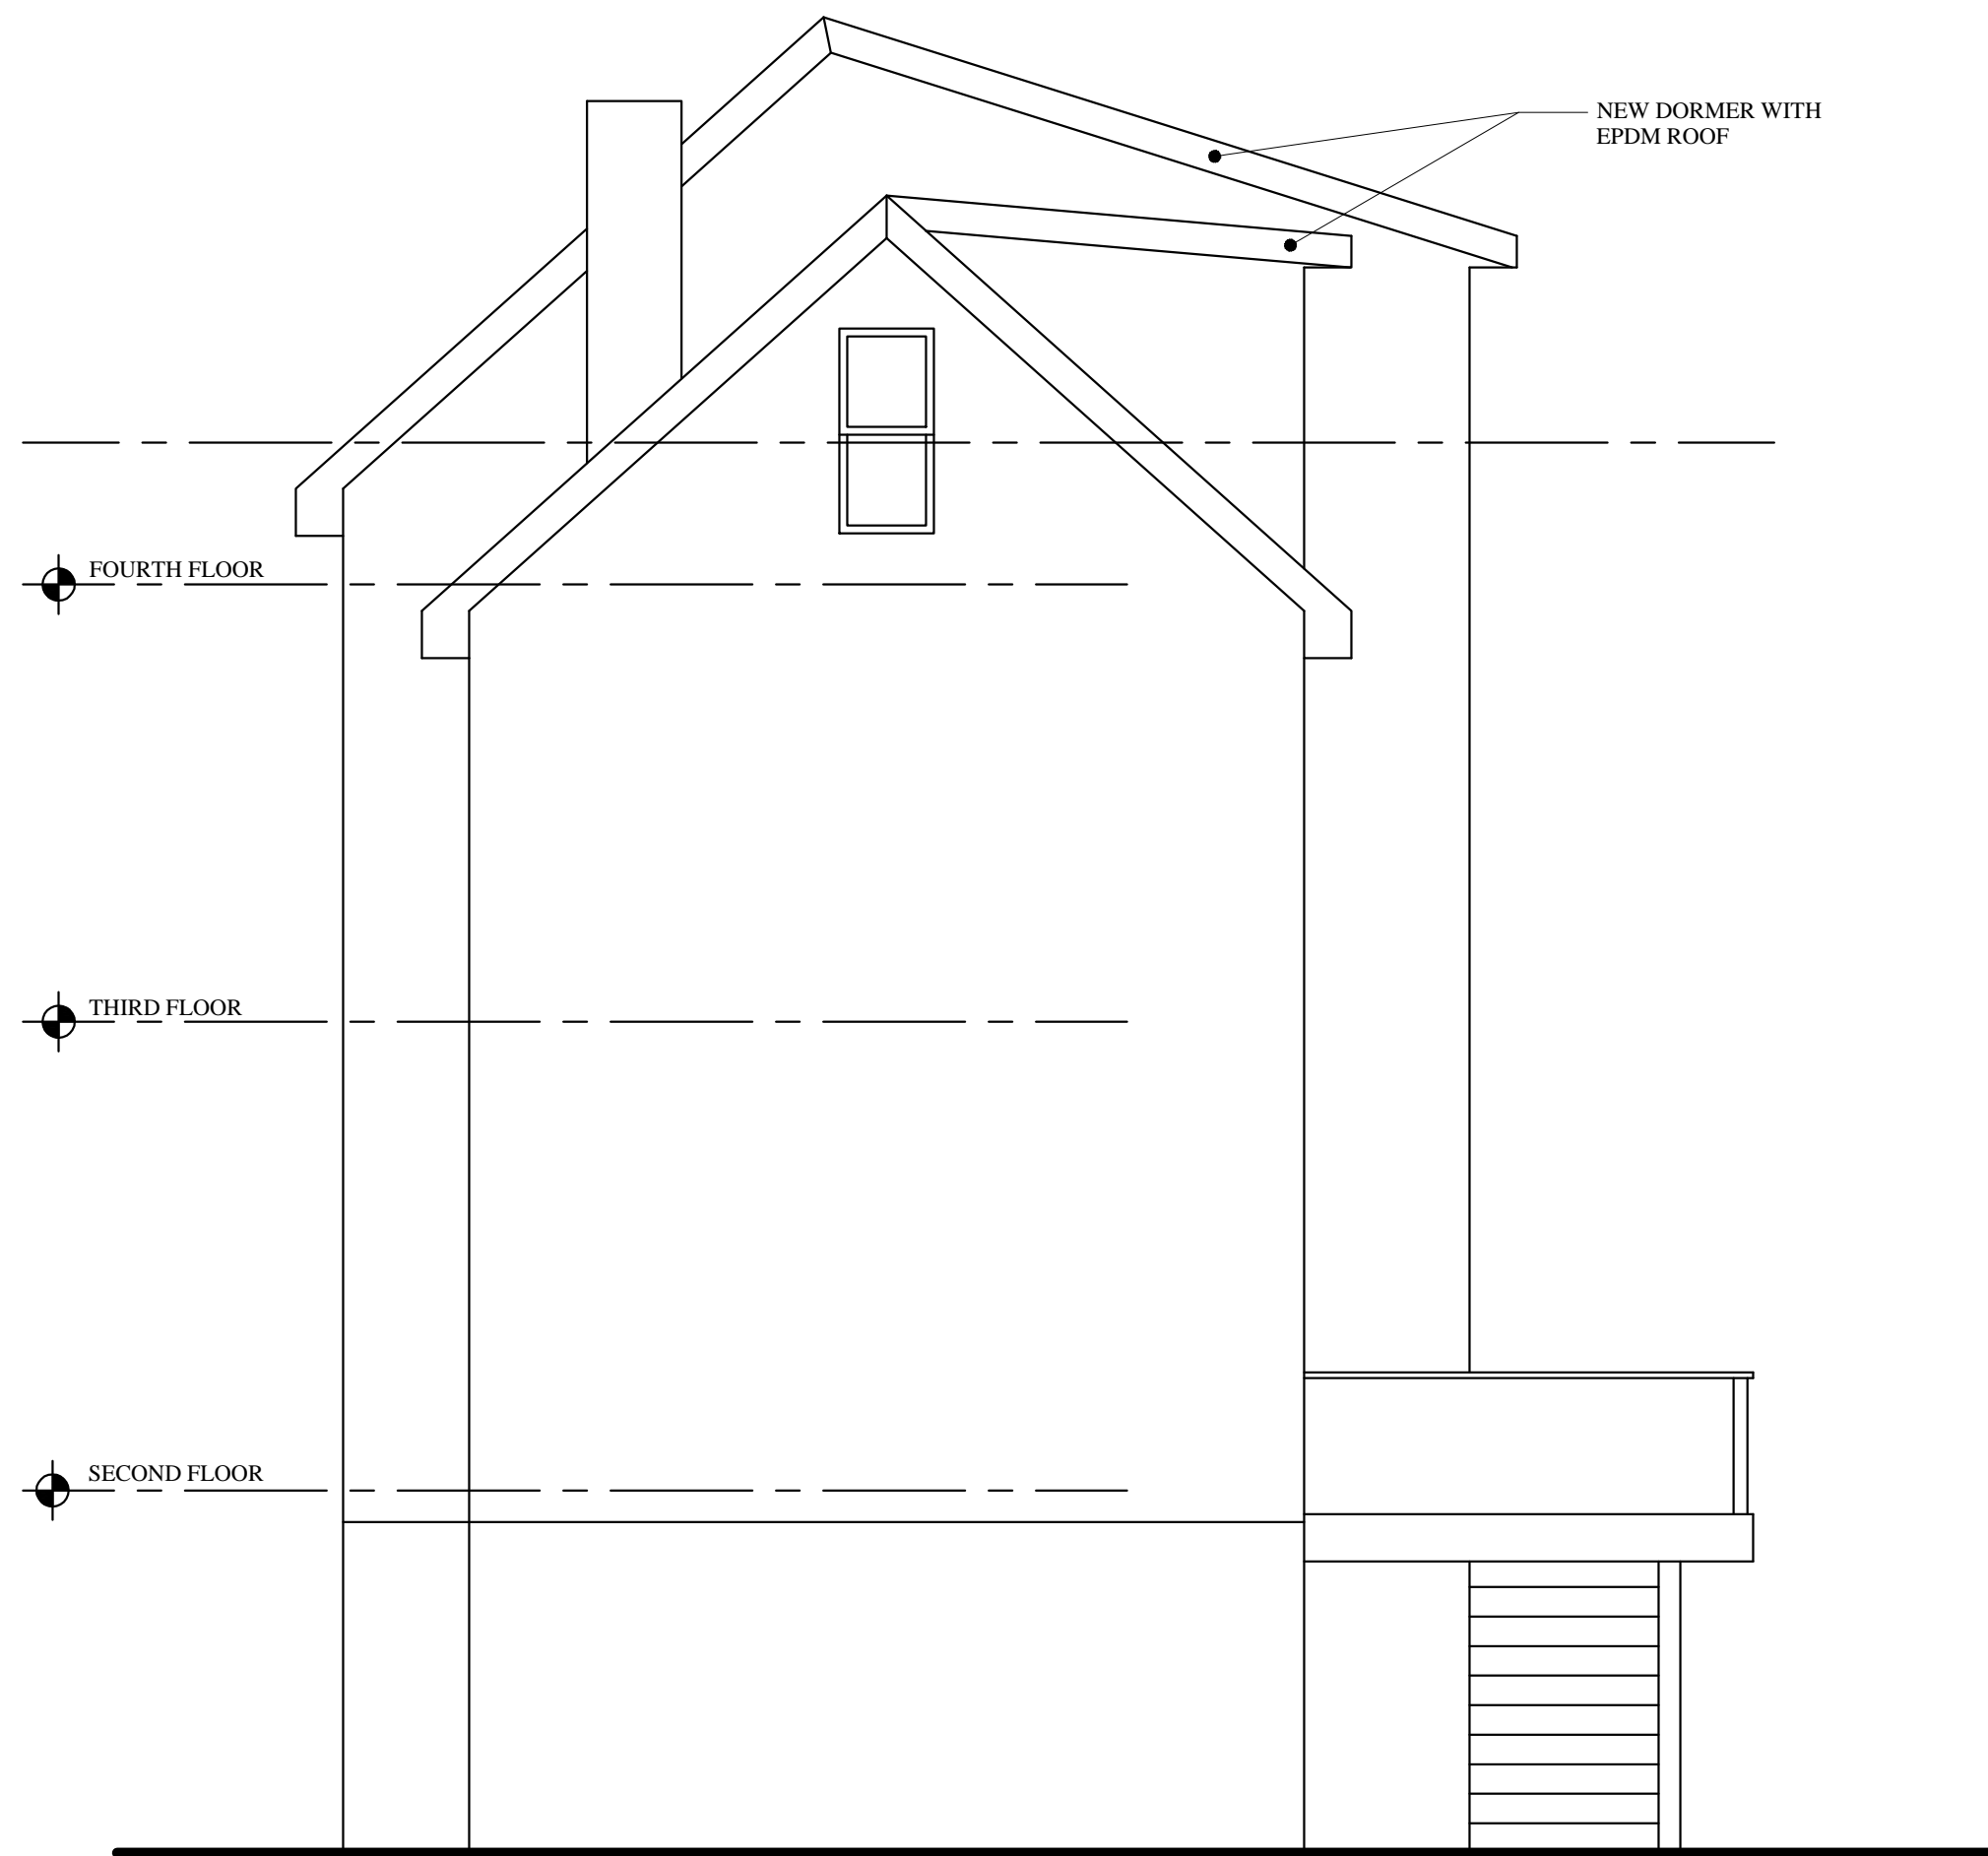 NEW DORMER WITH
EPDM ROOF
FOURTH FLOOR
THIRD FLOOR
SECOND FLOOR